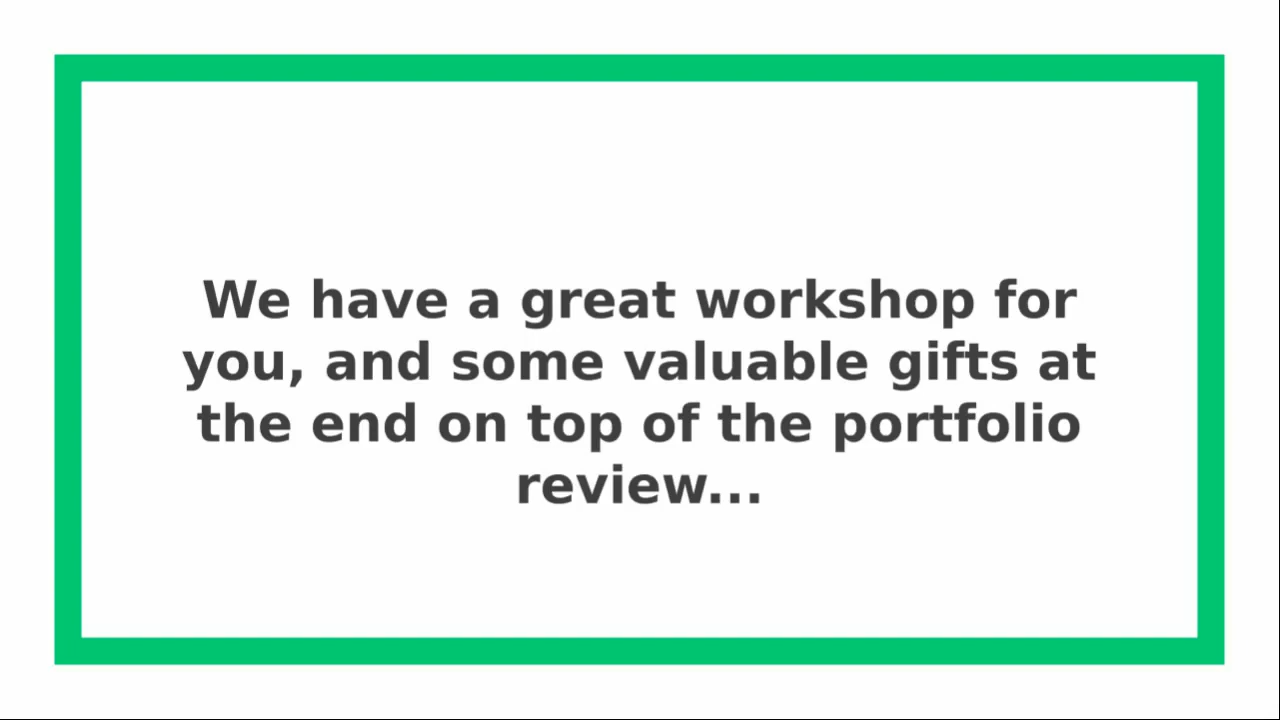 We have a great workshop for
you, and some valuable gifts at
the end on top of the portfolio
review...